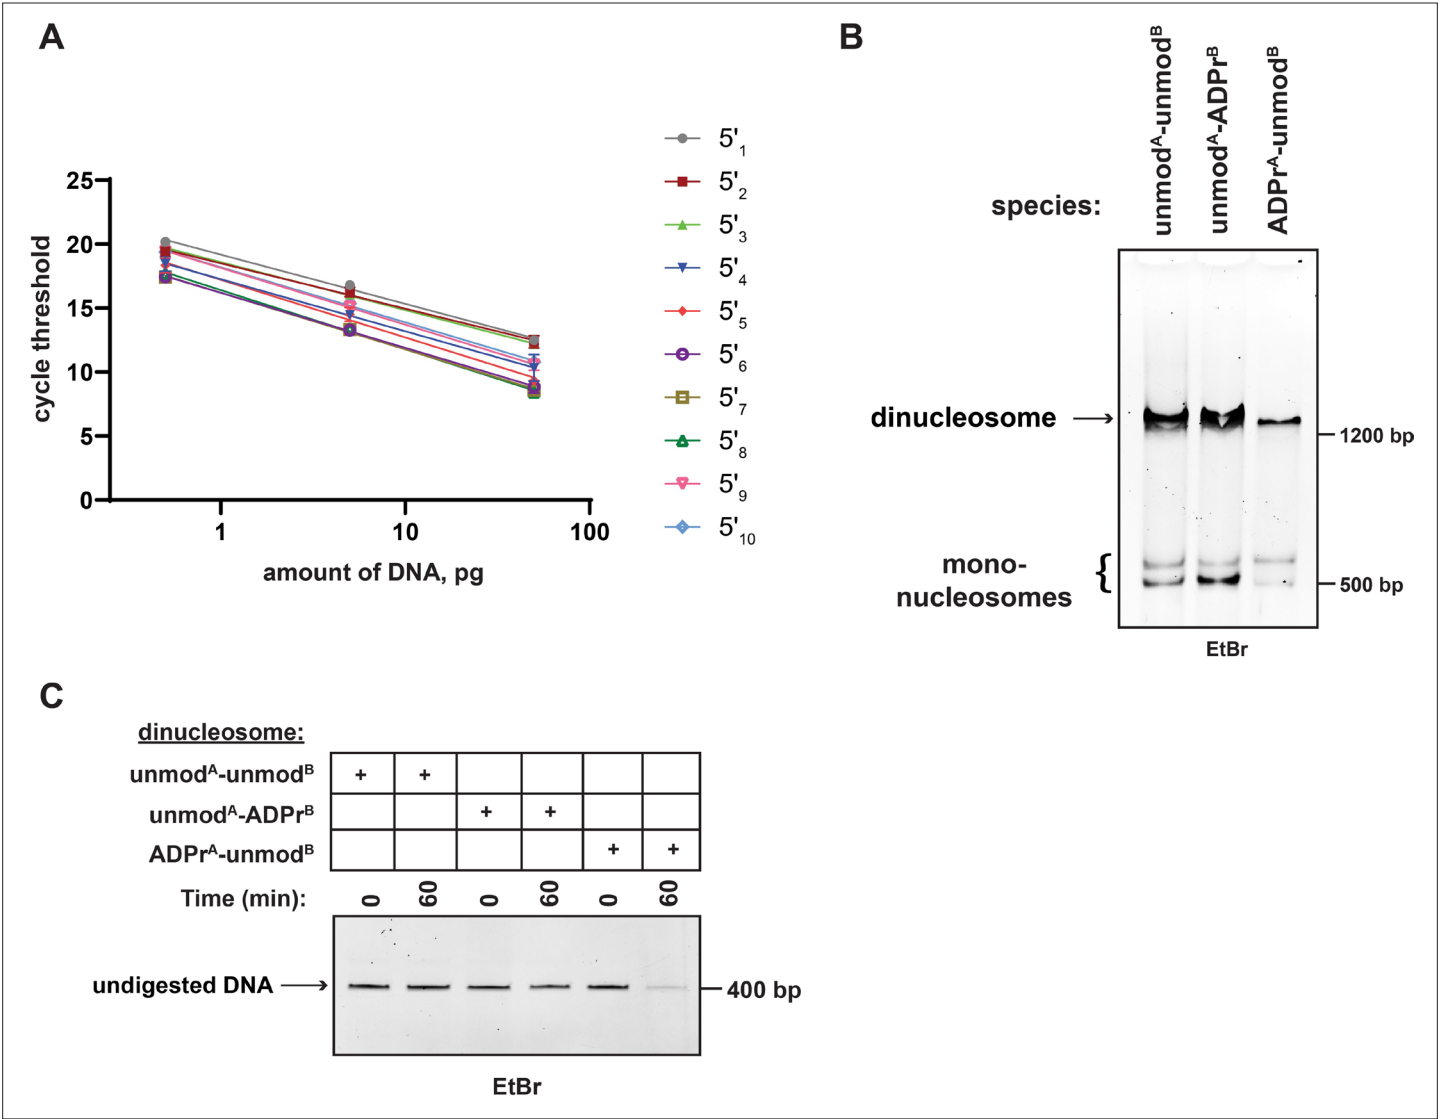 A
25
20
15
10
5
0
cycle threshold
1
10
100
amount of DNA, pg
5'1
5'2
5'3
5'4
5'5
5'6
5'7
5'8
5'9
5'10
B
species:
unmodA-unmodB
unmodA-ADPrB
ADPrA-unmodB
dinucleosome
1200 bp
mono-
nucleosomes
{
500 bp
EtBr
C
dinucleosome:
unmodA-unmodB + +
unmodA-ADPrB + +
ADPrA-unmodB + +
Time (min): 0 60 0 60 0 60
undigested DNA
400 bp
EtBr